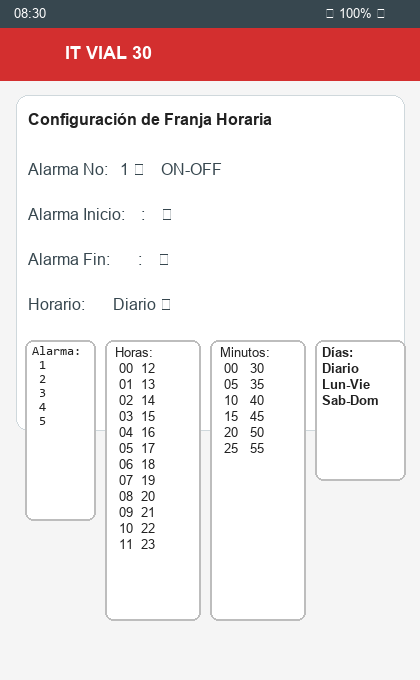 08:30 100%
IT VIAL 30
Configuración de Franja Horaria
Alarma No: 1 ON-OFF
Alarma Inicio: :
Alarma Fin: :
Horario: Diario
Alarma:
1
2
3
4
5
Horas:
00 12
01 13
02 14
03 15
04 16
05 17
06 18
07 19
08 20
09 21
10 22
11 23
Minutos:
00 30
05 35
10 40
15 45
20 50
25 55
Días:
Diario
Lun-Vie
Sab-Dom